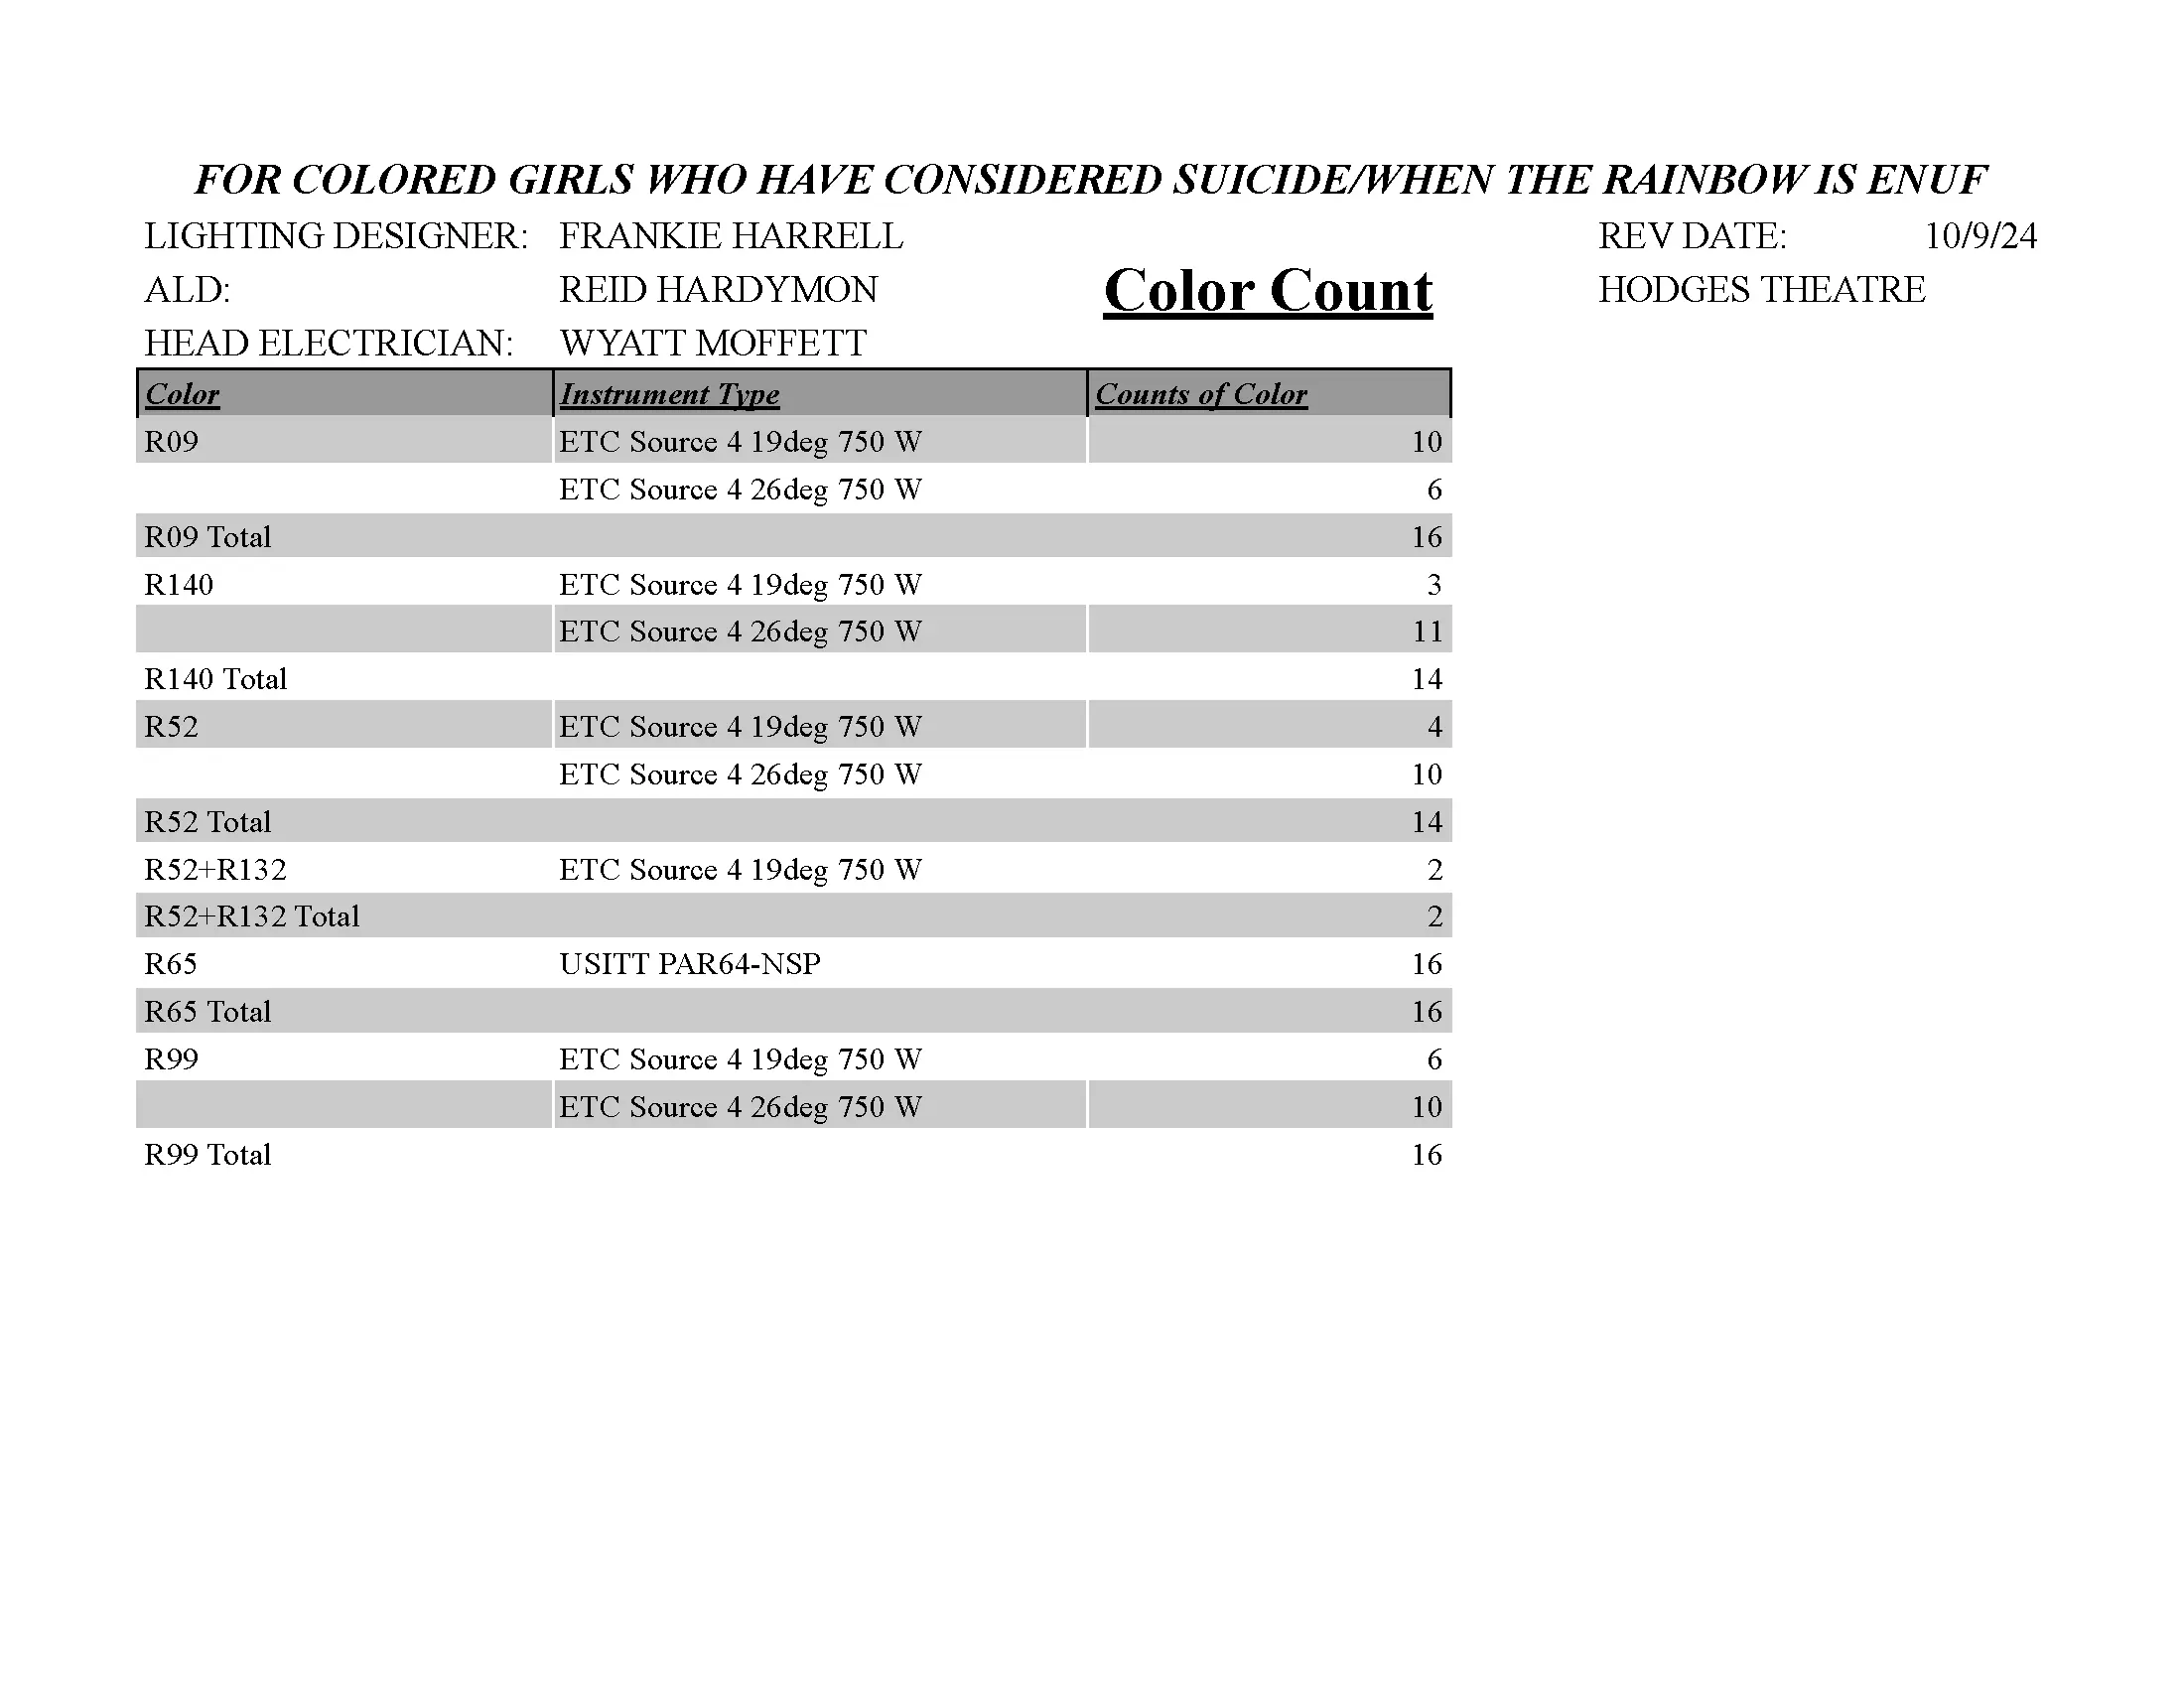 FOR COLORED GIRLS WHO HAVE CONSIDERED SUICIDE/WHEN THE RAINBOW IS ENUF
LIGHTING DESIGNER: FRANKIE HARRELL REV DATE: 10/9/24
ALD: REID HARDYMON Color Count HODGES THEATRE
HEAD ELECTRICIAN: WYATT MOFFETT
Color Instrument Type Counts of Color
R09 ETC Source 4 19deg 750 W 10
ETC Source 4 26deg 750 W 6
R09 Total 16
R140 ETC Source 4 19deg 750 W 3
ETC Source 4 26deg 750 W 11
R140 Total 14
R52 ETC Source 4 19deg 750 W 4
ETC Source 4 26deg 750 W 10
R52 Total 14
R52+R132 ETC Source 4 19deg 750 W 2
R52+R132 Total 2
R65 USITT PAR64-NSP 16
R65 Total 16
R99 ETC Source 4 19deg 750 W 6
ETC Source 4 26deg 750 W 10
R99 Total 16